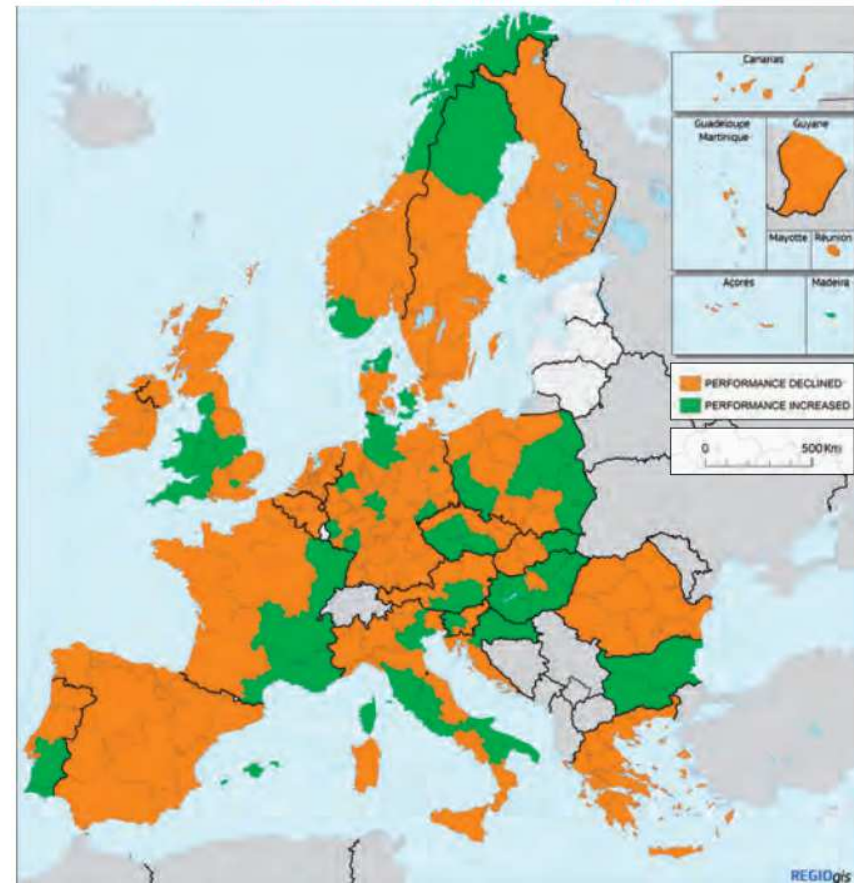 Canarias
Guadeloupe
Martinique
Guyane
Mayotte
Réunion
Açores
Madeira
PERFORMANCE DECLINED
PERFORMANCE INCREASED
0 500 Km
REGIOgis